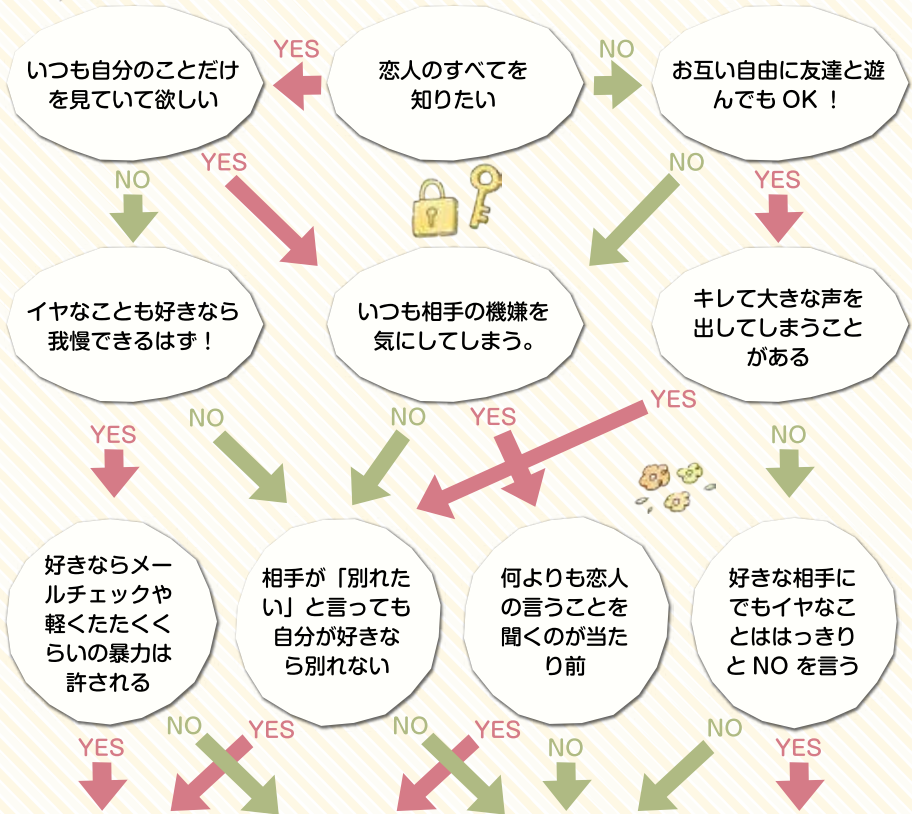 YES
NO
いつも自分のことだけ
を見ていて欲しい
恋人のすべてを
知りたい
お互い自由に友達と遊
んでもOK！
NO
YES
NO
YES
イヤなことも好きなら
我慢できるはず！
いつも相手の機嫌を
気にしてしまう。
キレて大きな声を
出してしまうこと
がある
YES
NO
NO
YES
YES
NO
好きならメー
ルチェックや
軽くたたくく
らいの暴力は
許される
相手が「別れた
い」と言っても
自分が好きな
ら別れない
何よりも恋人
の言うことを
聞くのが当た
り前
好きな相手に
でもイヤなこ
とははっきり
とNOを言う
YES
NO
YES
NO
YES
NO
NO
YES